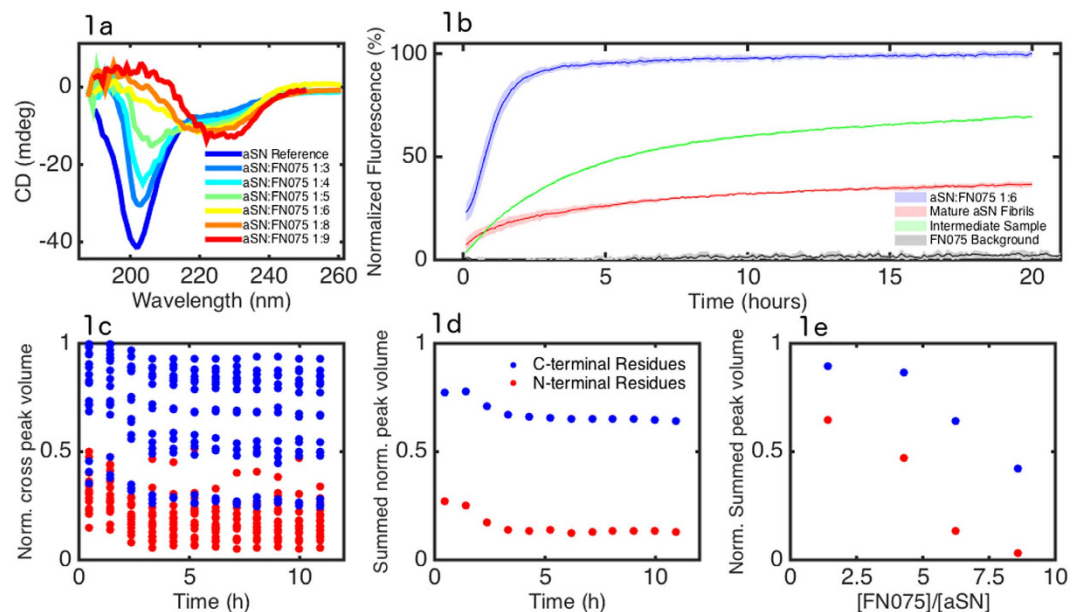 1a
CD (mdeg)
0
-20
-40
200
220
240
260
Wavelength (nm)
aSN Reference
aSN:FN075 1:3
aSN:FN075 1:4
aSN:FN075 1:5
aSN:FN075 1:6
aSN:FN075 1:8
aSN:FN075 1:9
1b
Normalized Fluorescence (%)
100
50
0
0
5
10
15
20
Time (hours)
aSN:FN075 1:6
Mature aSN Fibrils
Intermediate Sample
FN075 Background
1c
Norm. cross peak volume
1
0.5
0
0
5
10
Time (h)
1d
Summed norm. peak volume
1
0.5
0
0
5
10
Time (h)
C-terminal Residues
N-terminal Residues
1e
Norm. Summed peak volume
1
0.5
0
0
2.5
5
7.5
10
[FN075]/[aSN]